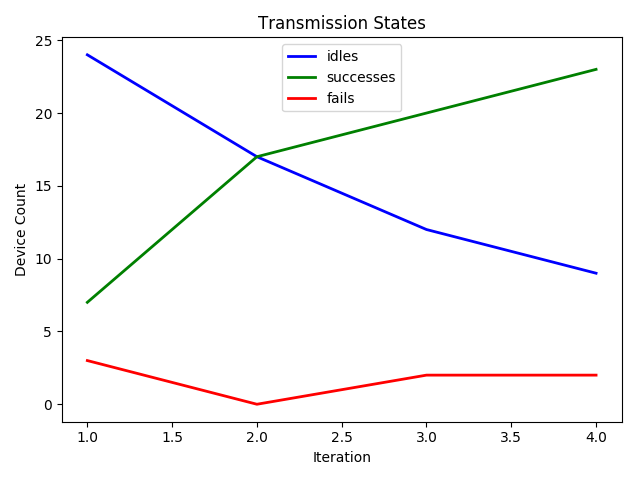 Transmission States
idles
successes
fails
Device Count
25
20
15
10
5
0
1.0 1.5 2.0 2.5 3.0 3.5 4.0
Iteration